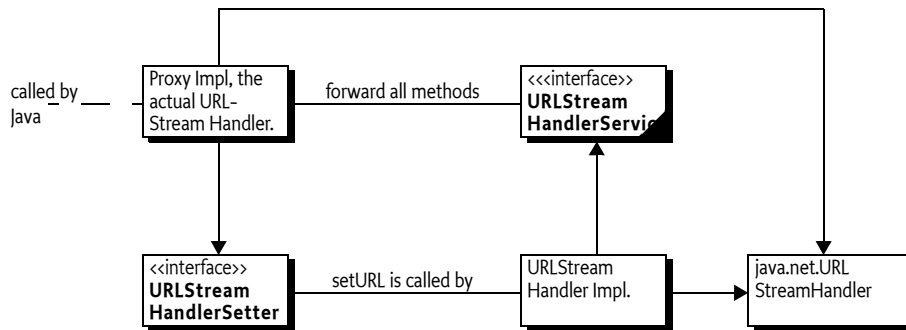 called by
Java
Proxy Impl, the
actual URL-
Stream Handler.
forward all methods
<<<interface>>
URLStream
HandlerServic
<<interface>>
URLStream
HandlerSetter
setURL is called by
URLStream
Handler Impl.
java.net.URL
StreamHandler